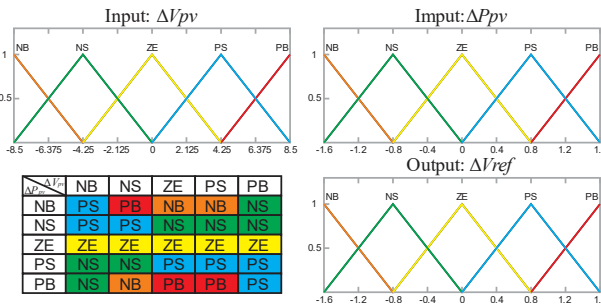 Input: ΔVpv
NB NS ZE PS PB
1
0.5
-8.5 -6.375 -4.25 -2.125 0 2.125 4.25 6.375 8.5
Imput: ΔPpv
NB NS ZE PS PB
1
0.5
-1.6 -1.2 -0.8 -0.4 0 0.4 0.8 1.2 1.
ΔPpv ΔVpv NB NS ZE PS PB
NB PS PB NB NB NS
NS PS PS NS NS NS
ZE ZE ZE ZE ZE ZE
PS NS NS PS PS PS
PB NS NB PB PB PS
Output: ΔVref
NB NS ZE PS PB
1
0.5
-1.6 -1.2 -0.8 -0.4 0 0.4 0.8 1.2 1.